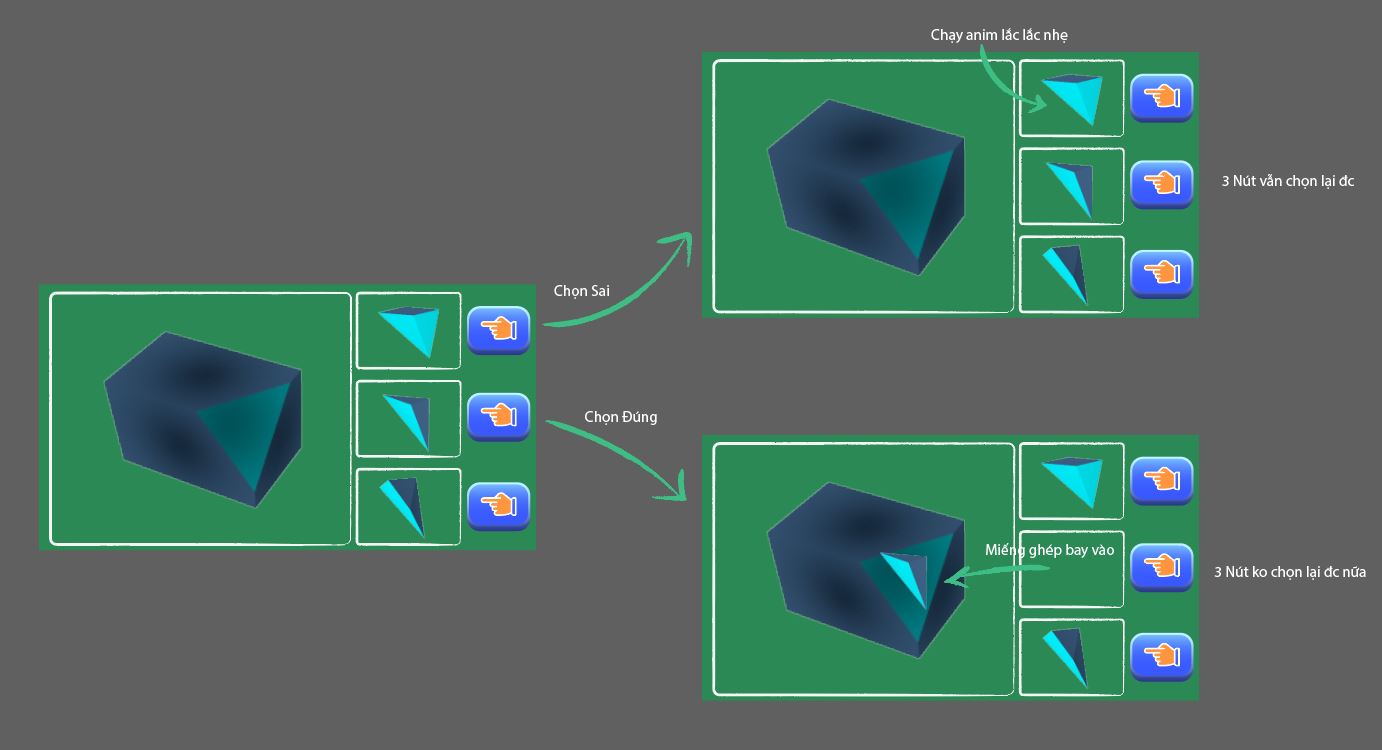 Chạy anim lắc lắc nhẹ
3 Nút vẫn chọn lại đc
Chọn Sai
Chọn Đúng
Miếng ghép bay vào
3 Nút ko chọn lại đc nữa